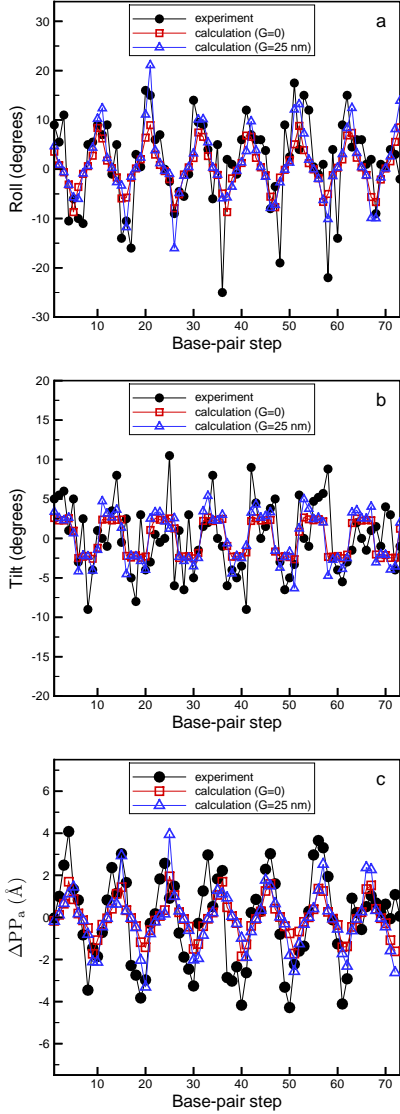 experiment
calculation (G=0)
calculation (G=25 nm)
a
30
20
10
0
-10
-20
-30
Roll (degrees)
10 20 30 40 50 60 70
Base-pair step
experiment
calculation (G=0)
calculation (G=25 nm)
b
20
15
10
5
0
-5
-10
-15
-20
Tilt (degrees)
10 20 30 40 50 60 70
Base-pair step
experiment
calculation (G=0)
calculation (G=25 nm)
c
6
4
2
0
-2
-4
-6
ΔPPₐ (Å)
10 20 30 40 50 60 70
Base-pair step